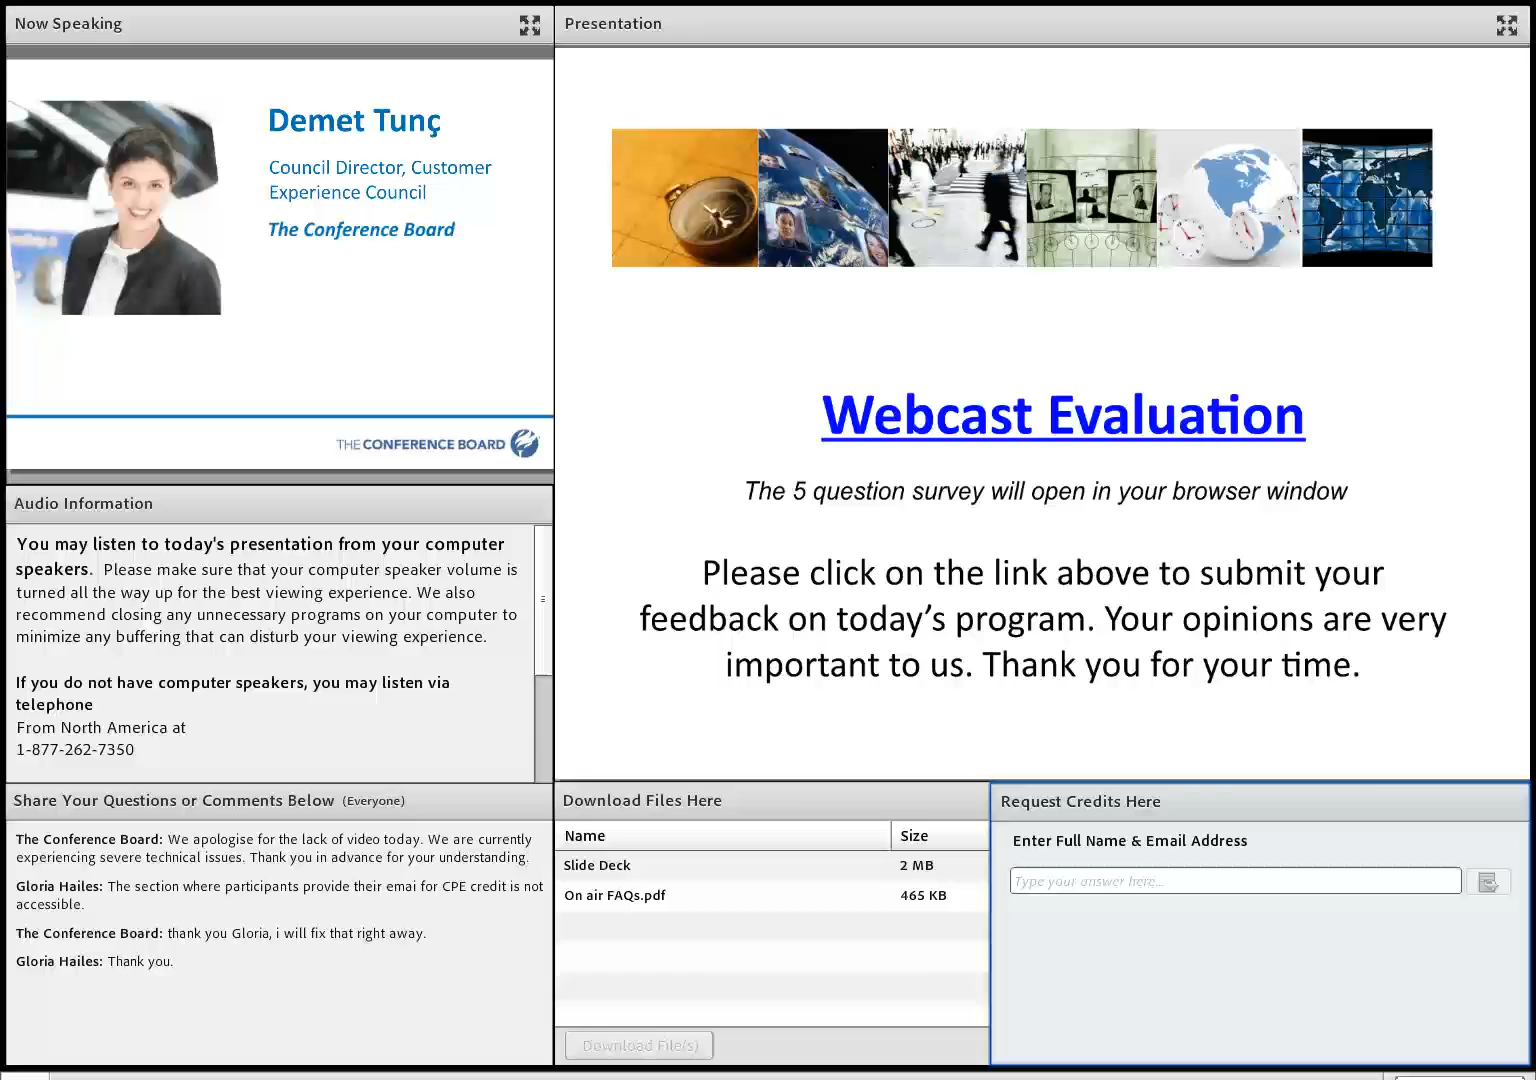 Now Speaking
Demet Tunç
Council Director, Customer
Experience Council
The Conference Board
THE CONFERENCE BOARD
Audio Information
You may listen to today's presentation from your computer
speakers. Please make sure that your computer speaker volume is
turned all the way up for the best viewing experience. We also
recommend closing any unnecessary programs on your computer to
minimize any buffering that can disturb your viewing experience.
If you do not have computer speakers, you may listen via
telephone
From North America at
1-877-262-7350
Share Your Questions or Comments Below (Everyone)
The Conference Board: We apologise for the lack of video today. We are currently
experiencing severe technical issues. Thank you in advance for your understanding.
Gloria Hailes: The section where participants provide their emai for CPE credit is not
accessible.
The Conference Board: thank you Gloria, i will fix that right away.
Gloria Hailes: Thank you.
Presentation
Webcast Evaluation
The 5 question survey will open in your browser window
Please click on the link above to submit your
feedback on today’s program. Your opinions are very
important to us. Thank you for your time.
Download Files Here
Name Size
Slide Deck 2 MB
On air FAQs.pdf 465 KB
Download File(s)
Request Credits Here
Enter Full Name & Email Address
Type your answer here...